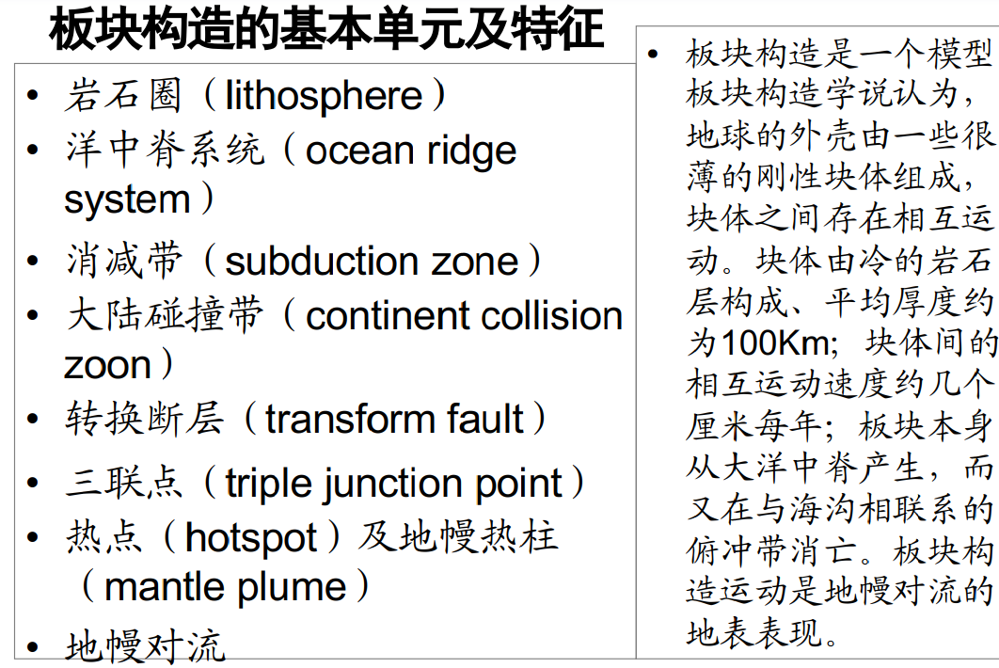 板块构造的基本单元及特征
• 岩石圈（lithosphere）
• 洋中脊系统（ocean ridge
system）
• 消减带（subduction zone）
• 大陆碰撞带（continent collision
zoon）
• 转换断层（transform fault）
• 三联点（triple junction point）
• 热点（hotspot）及地幔热柱
（mantle plume）
• 地幔对流
• 板块构造是一个模型
板块构造学说认为，
地球的外壳由一些很
薄的刚性块体组成，
块体之间存在相互运
动。块体由冷的岩石
层构成、平均厚度约
为100Km；块体间的
相互运动速度约几个
厘米每年；板块本身
从大洋中脊产生，而
又在与海沟相联系的
俯冲带消亡。板块构
造运动是地幔对流的
地表表现。